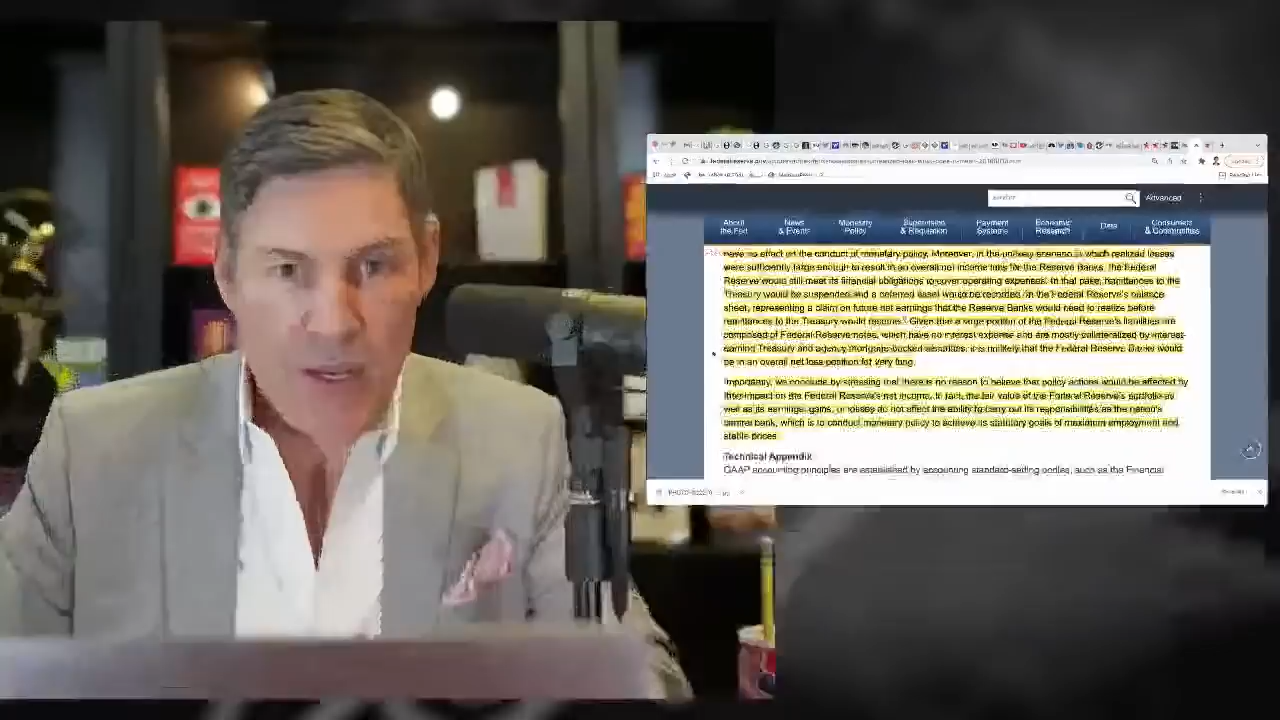 Advanced
About
the Fed
News
& Events
Monetary
Policy
Supervision
& Regulation
Payment
Systems
Economic
Research
Data
Consumers
& Communities
have no effect on the conduct of monetary policy. Moreover, in the unlikely scenario in which realized losses
were sufficiently large enough to result in an overall net income loss for the Reserve Banks, the Federal
Reserve would still meet its financial obligations to cover operating expenses. In that case, remittances to the
Treasury would be suspended and a deferred asset would be recorded in the Federal Reserve's balance
sheet, representing a claim on future net earnings that the Reserve Banks would need to realize before
remittances to the Treasury would resume. Given that a large portion of the Federal Reserve's liabilities are
comprised of Federal Reserve notes, which have no interest expense and are mostly collateralized by interest-
earning Treasury and agency mortgage-backed securities, it is unlikely that the Federal Reserve Banks would
be in an overall net loss position for very long.
Importantly, we conclude by stressing that there is no reason to believe that policy actions would be affected by
their impact on the Federal Reserve's net income. In fact, the fair value of the Federal Reserve's portfolio as
well as its earnings, gains, or losses do not affect the ability to carry out its responsibilities as the nation's
central bank, which is to conduct monetary policy to achieve its statutory goals of maximum employment and
stable prices.
Technical Appendix
GAAP accounting principles are established by accounting standard-setting bodies, such as the Financial